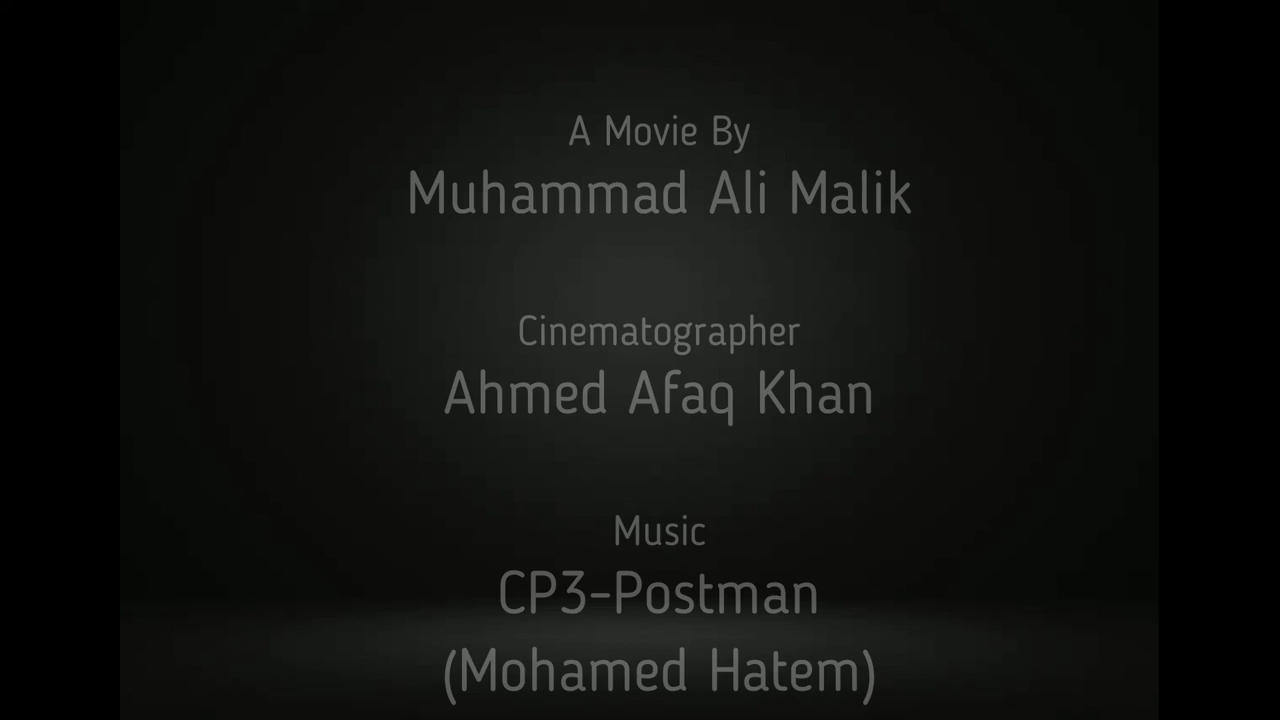 A Movie By
Muhammad Ali Malik
Cinematographer
Ahmed Afaq Khan
Music
CP3-Postman
(Mohamed Hatem)